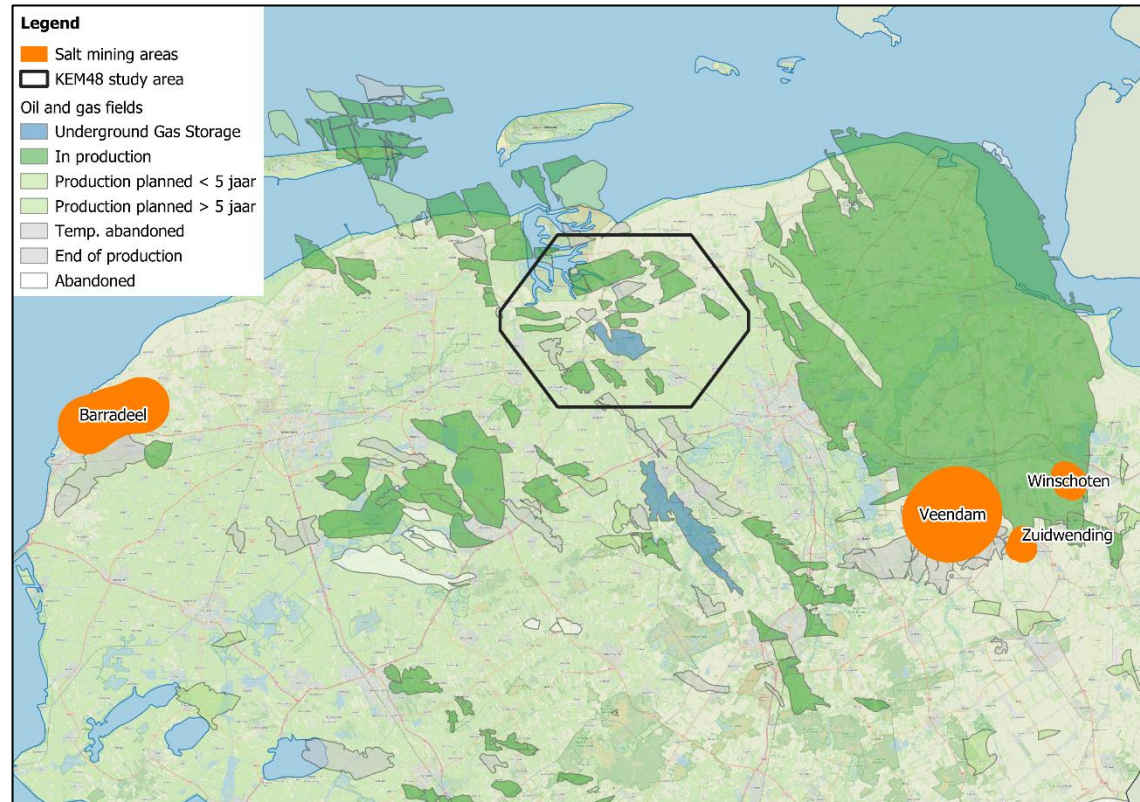 Legend
Salt mining areas
KEM48 study area
Oil and gas fields
Underground Gas Storage
In production
Production planned < 5 jaar
Production planned > 5 jaar
Temp. abandoned
End of production
Abandoned
Barradeel
Winschoten
Veendam
Zuidwending